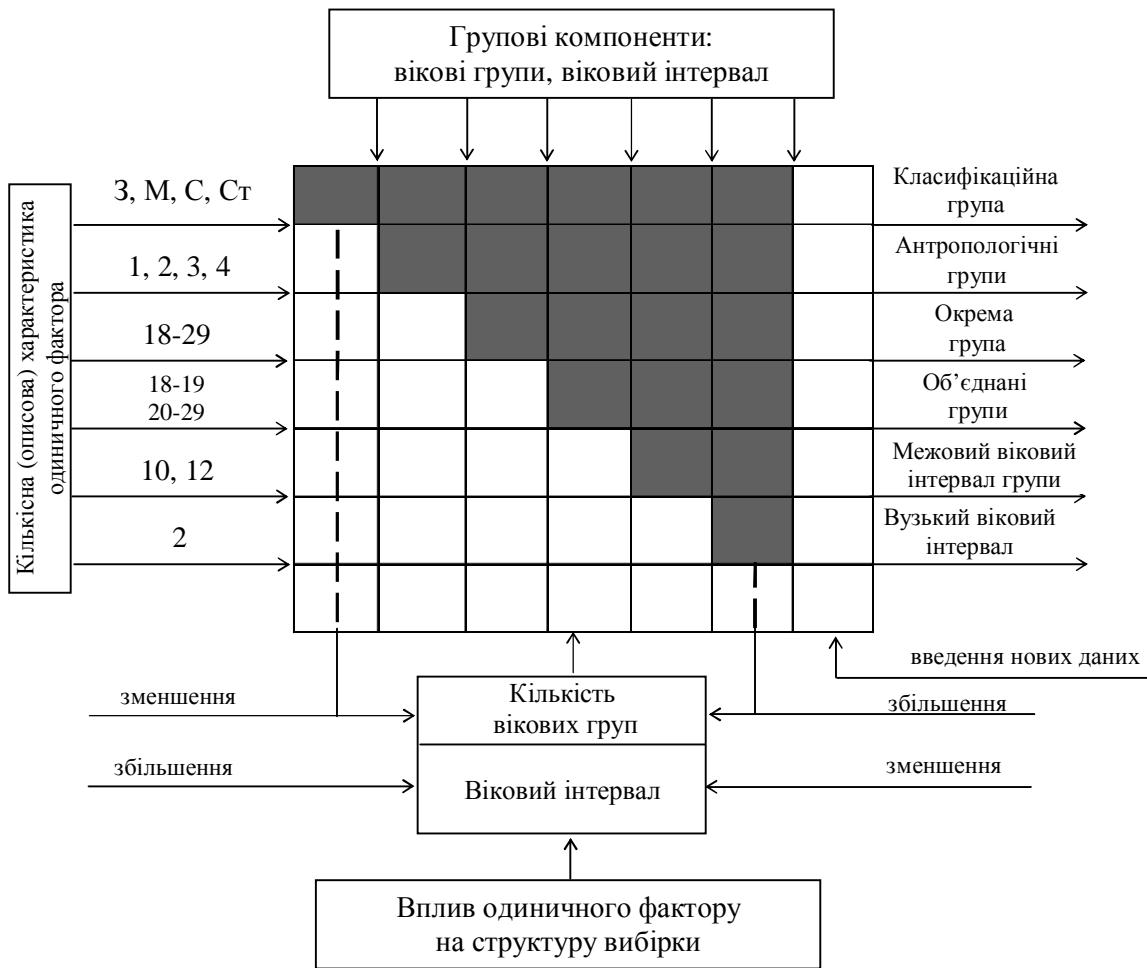 Групові компоненти:
вікові групи, віковий інтервал
Кількісна (описова) характеристика
одиничного фактора
З, М, С, Ст
Класифікаційна
група
1, 2, 3, 4
Антропологічні
групи
18-29
Окрема
група
18-19
20-29
Об’єднані
групи
10, 12
Межовий віковий
інтервал групи
2
Вузький віковий
інтервал
введення нових даних
зменшення
Кількість
вікових груп
збільшення
збільшення
Віковий інтервал
зменшення
Вплив одиничного фактору
на структуру вибірки